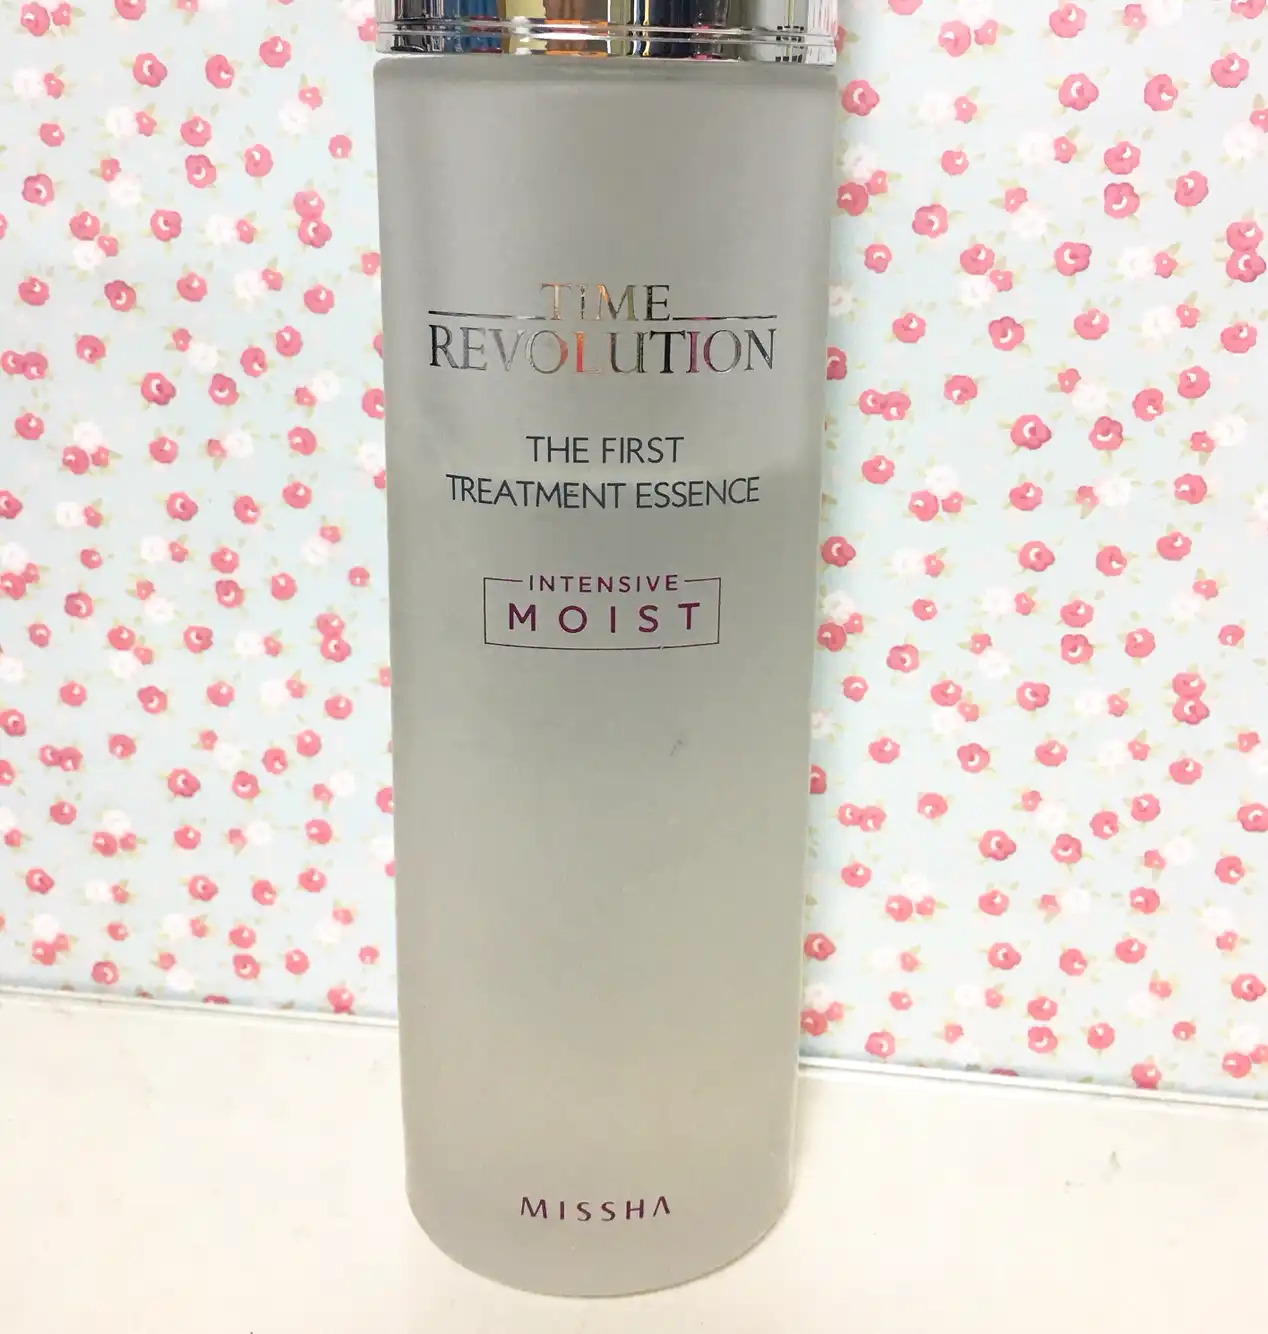 TIME
REVOLUTION
THE FIRST
TREATMENT ESSENCE
INTENSIVE
MOIST
MISSHA